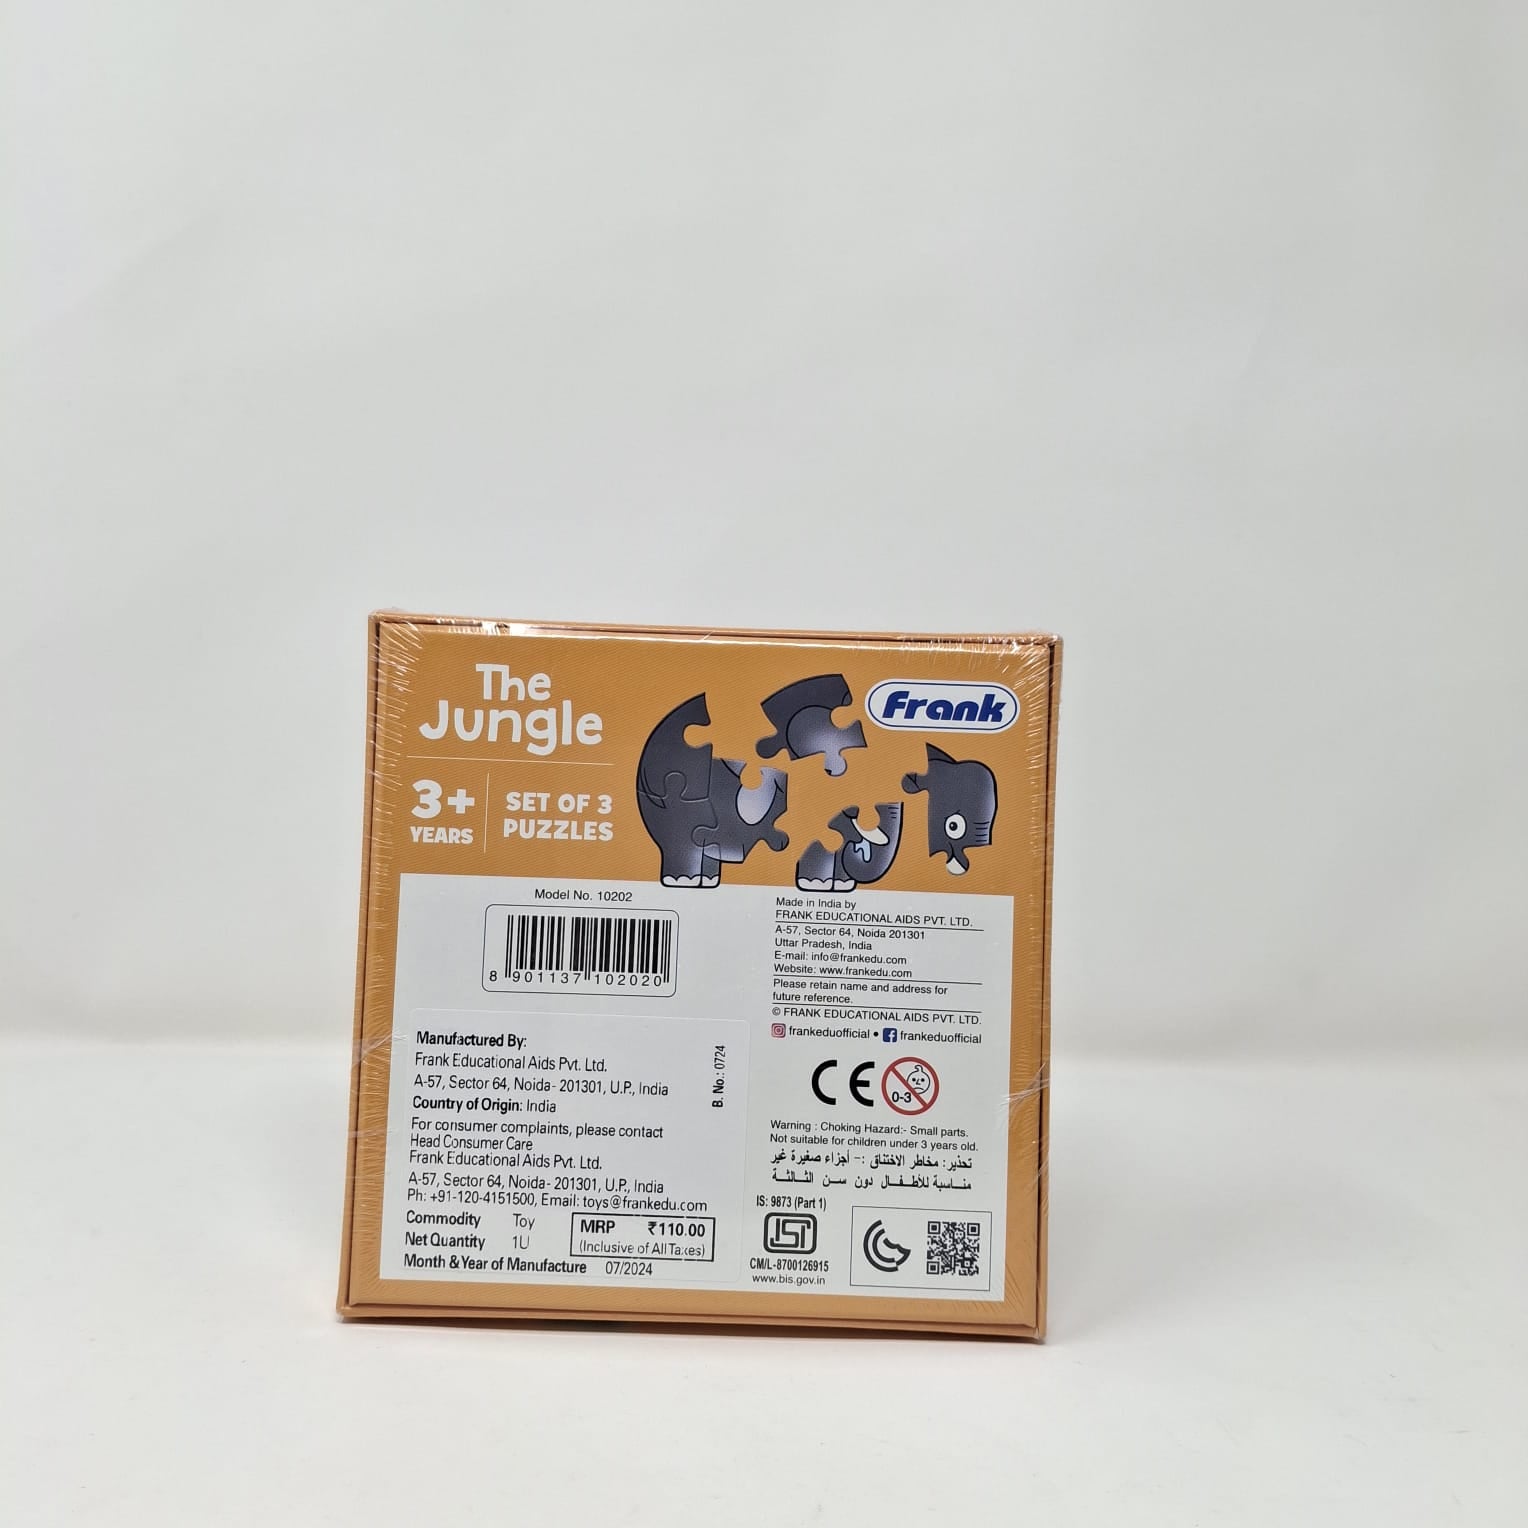 The
Jungle
3+
YEARS
SET OF 3
PUZZLES
Frank
Model No. 10202
8 901137 102020
Manufactured By:
Frank Educational Aids Pvt. Ltd.
A-57, Sector 64, Noida- 201301, U.P., India
Country of Origin: India
For consumer complaints, please contact
Head Consumer Care
Frank Educational Aids Pvt. Ltd.
A-57, Sector 64, Noida- 201301, U.P., India
Ph: +91-120-4151500, Email: toys@frankedu.com
Commodity Toy
Net Quantity 1U
MRP ₹110.00
(Inclusive of All Taxes)
Month & Year of Manufacture 07/2024
B. No.: 0724
Made in India by
FRANK EDUCATIONAL AIDS PVT. LTD.
A-57, Sector 64, Noida 201301
Uttar Pradesh, India
E-mail: info@frankedu.com
Website: www.frankedu.com
Please retain name and address for
future reference.
© FRANK EDUCATIONAL AIDS PVT. LTD.
frankeduofficial • frankeduofficial
CE 0-3
Warning : Choking Hazard:- Small parts.
Not suitable for children under 3 years old.
تحذير: مخاطر الاختناق :- أجزاء صغيرة غير
مناسبة للأطفال دون سن الثالثة
IS: 9873 (Part 1)
ISI
CM/L-8700126915
www.bis.gov.in